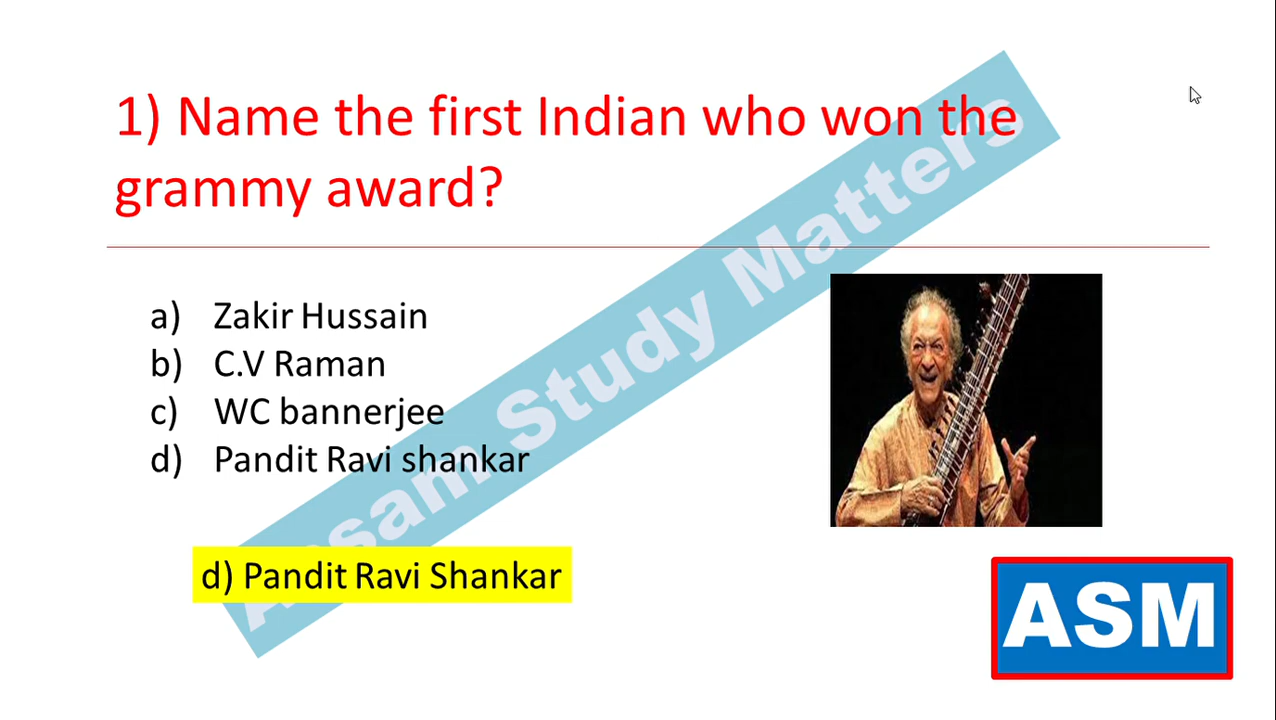 1) Name the first Indian who won the
grammy award?
a) Zakir Hussain
b) C.V Raman
c) WC bannerjee
d) Pandit Ravi shankar
d) Pandit Ravi Shankar
Assam Study Matters
ASM